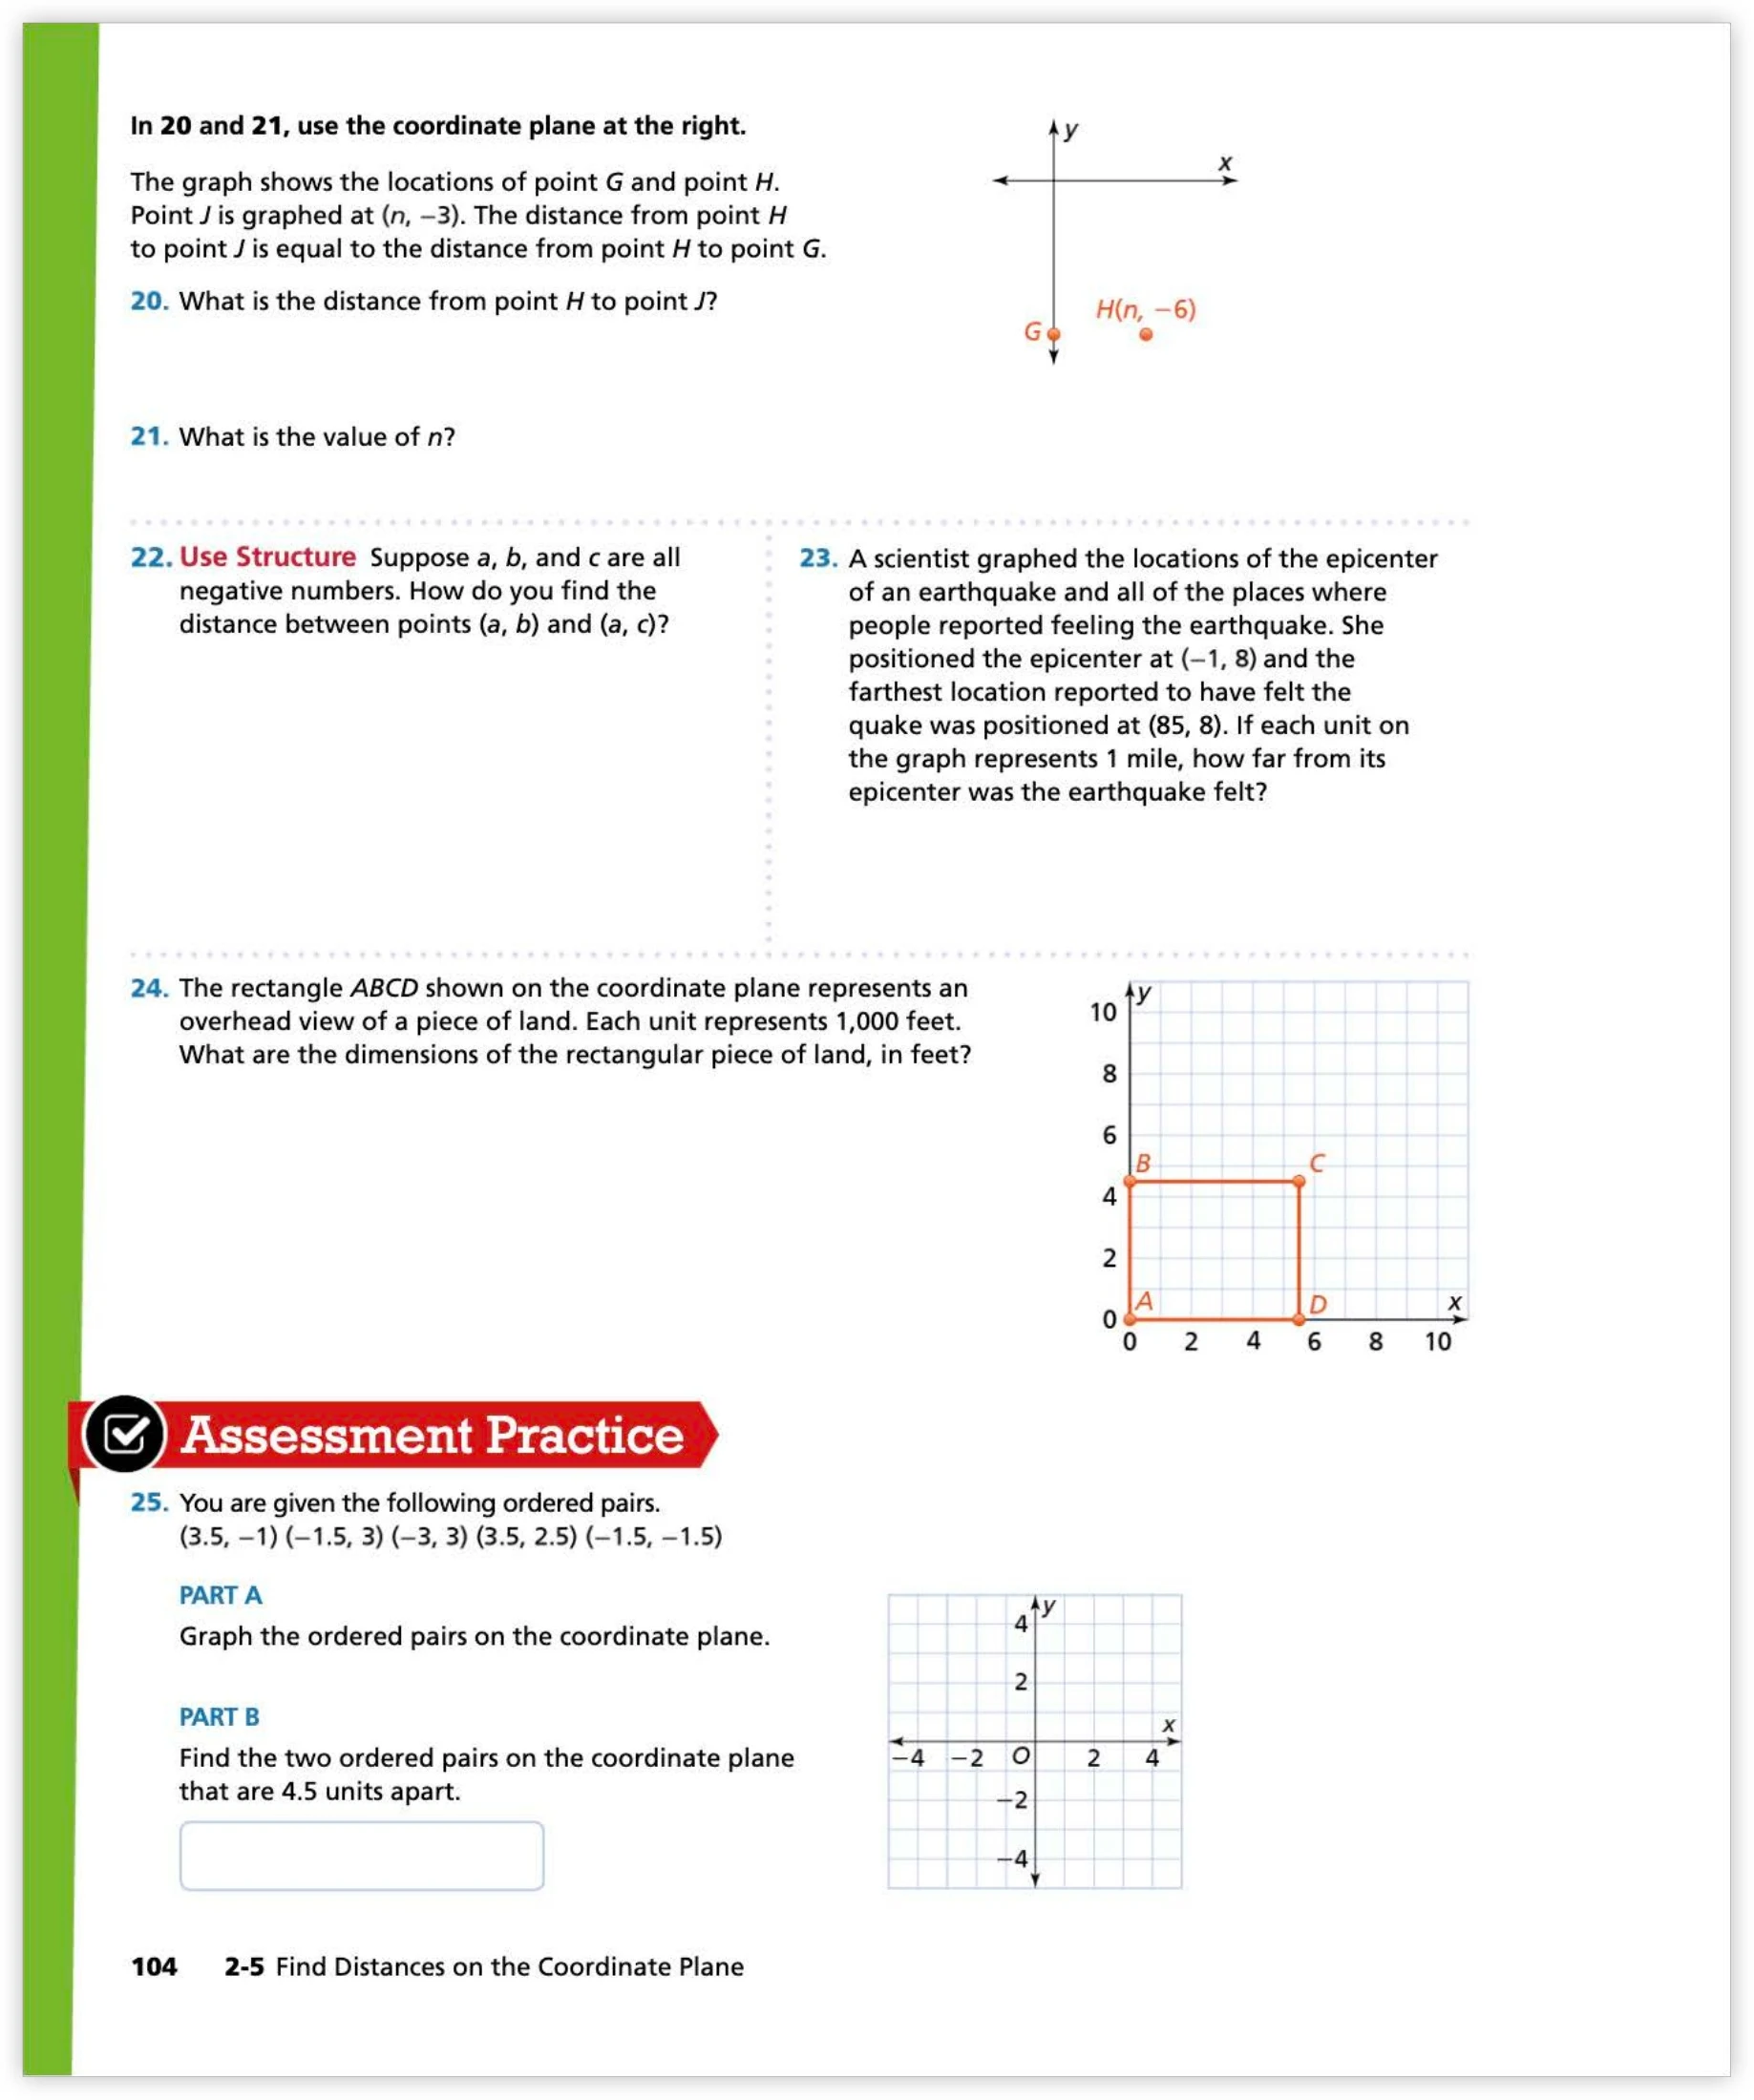 In 20 and 21, use the coordinate plane at the right.
The graph shows the locations of point G and point H.
Point J is graphed at (n, −3). The distance from point H
to point J is equal to the distance from point H to point G.
20. What is the distance from point H to point J?
y
x
H(n, −6)
G
21. What is the value of n?
22. Use Structure Suppose a, b, and c are all
negative numbers. How do you find the
distance between points (a, b) and (a, c)?
23. A scientist graphed the locations of the epicenter
of an earthquake and all of the places where
people reported feeling the earthquake. She
positioned the epicenter at (−1, 8) and the
farthest location reported to have felt the
quake was positioned at (85, 8). If each unit on
the graph represents 1 mile, how far from its
epicenter was the earthquake felt?
24. The rectangle ABCD shown on the coordinate plane represents an
overhead view of a piece of land. Each unit represents 1,000 feet.
What are the dimensions of the rectangular piece of land, in feet?
y
10
8
6
B C
4
2
A D x
0
0 2 4 6 8 10
Assessment Practice
25. You are given the following ordered pairs.
(3.5, −1) (−1.5, 3) (−3, 3) (3.5, 2.5) (−1.5, −1.5)
PART A
Graph the ordered pairs on the coordinate plane.
PART B
Find the two ordered pairs on the coordinate plane
that are 4.5 units apart.
y
4
2
x
−4 −2 O 2 4
−2
−4
104 2-5 Find Distances on the Coordinate Plane